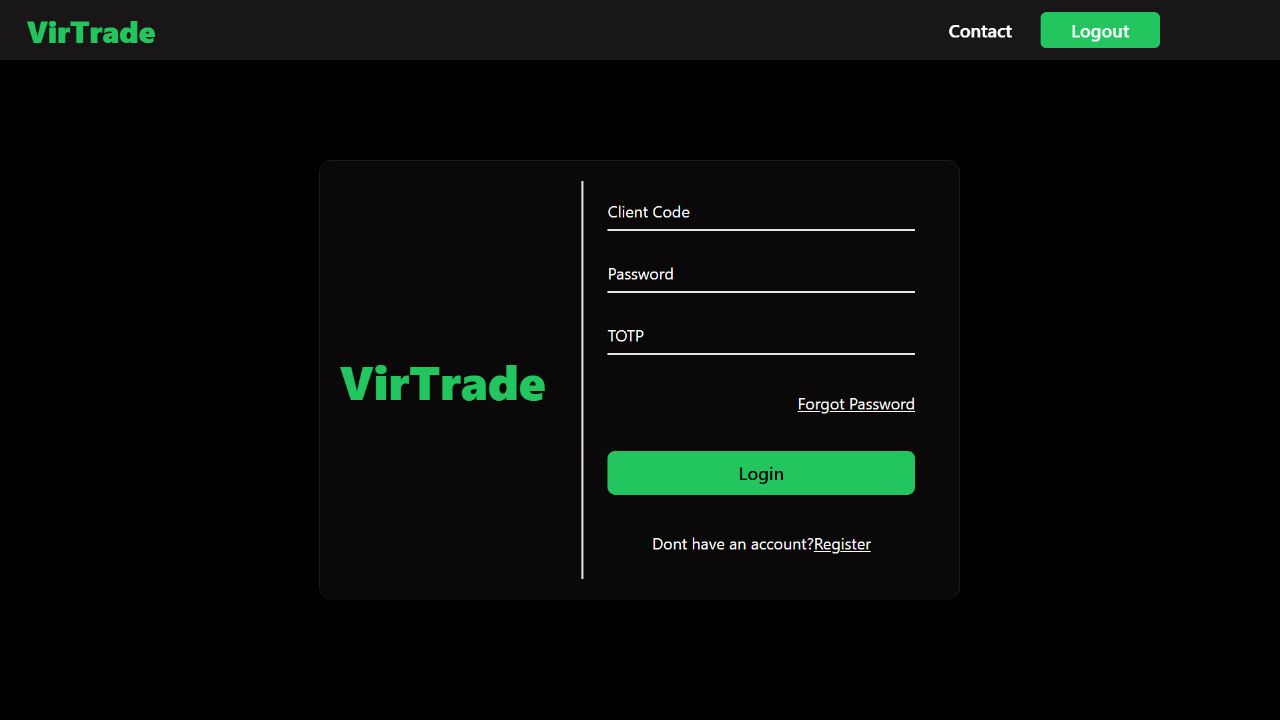 VirTrade
Contact
Logout
VirTrade
Client Code
Password
TOTP
Forgot Password
Login
Dont have an account?Register